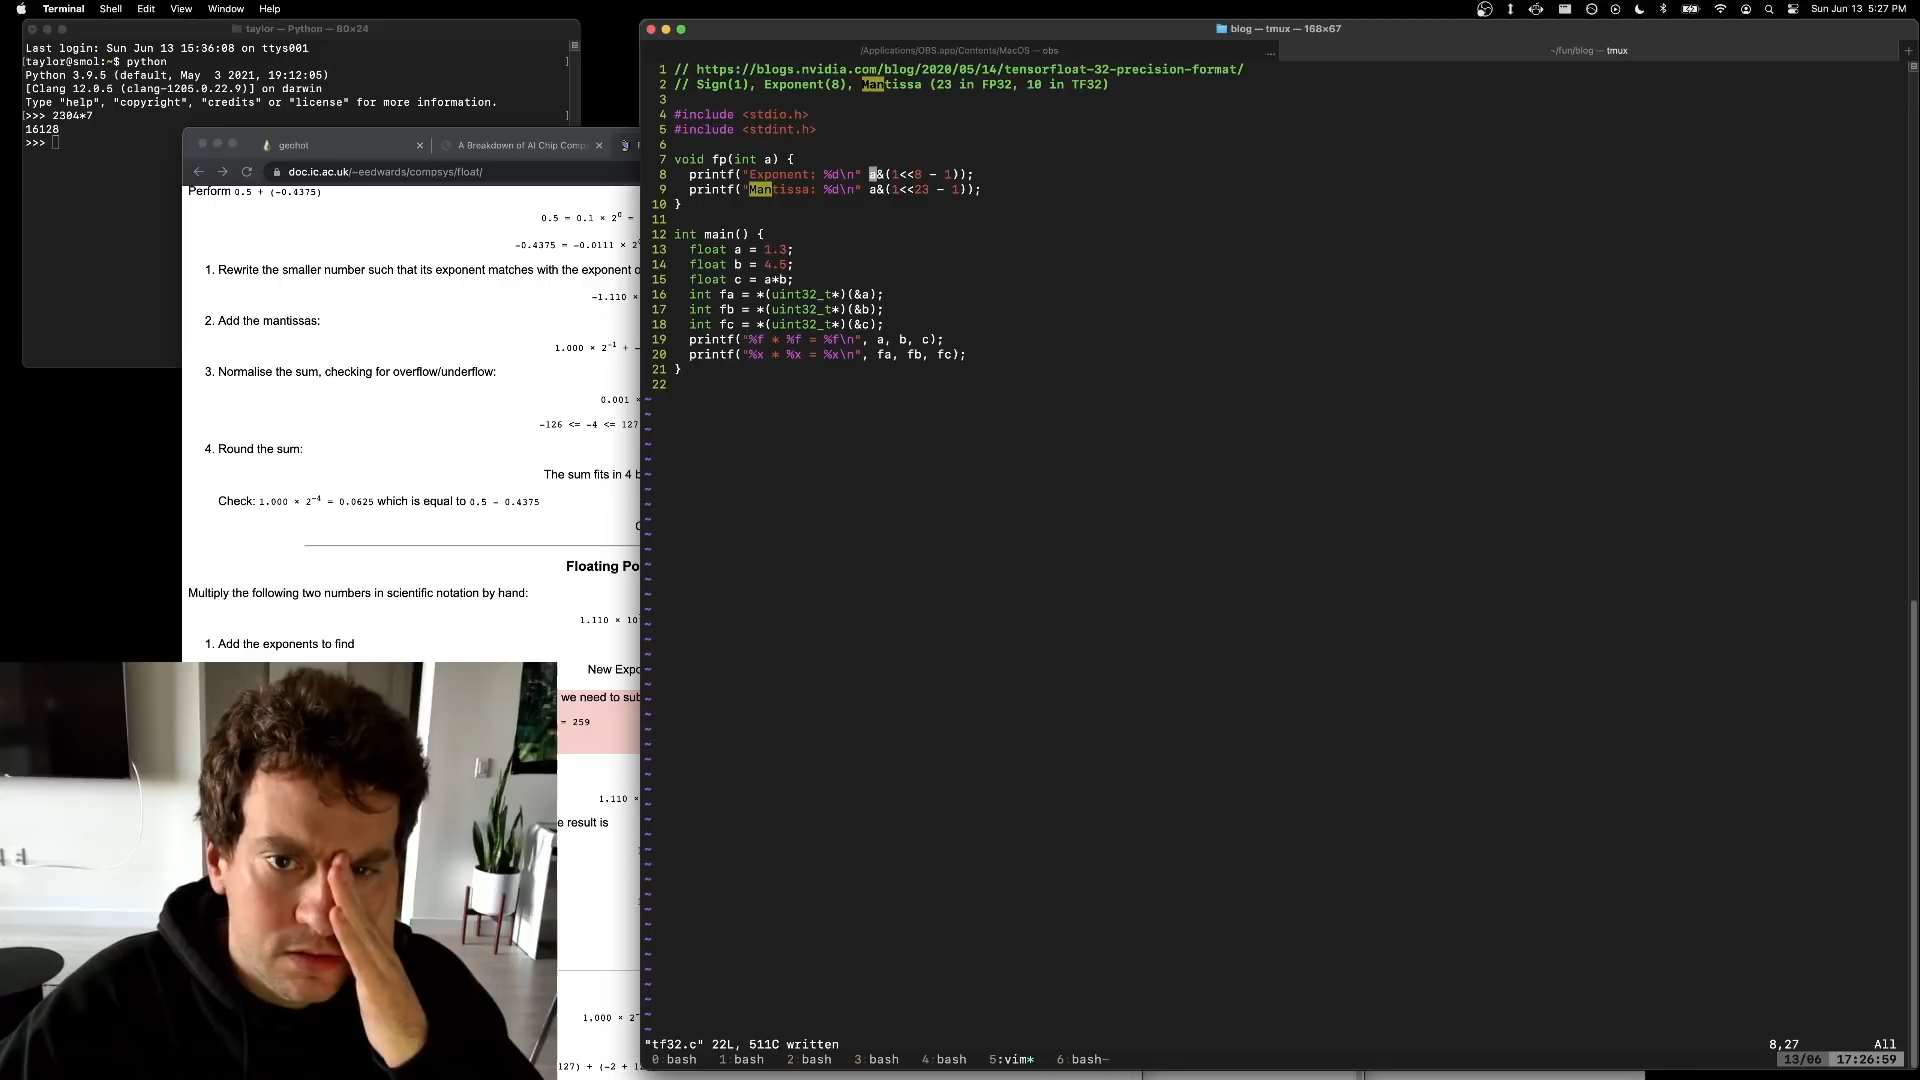 Terminal Shell Edit View Window Help
Sun Jun 13 5:27 PM
taylor — Python — 80×24
Last login: Sun Jun 13 15:36:08 on ttys001
[taylor@smol:~$ python ]
Python 3.9.5 (default, May 3 2021, 19:12:05)
[Clang 12.0.5 (clang-1205.0.22.9)] on darwin
Type "help", "copyright", "credits" or "license" for more information.
[>>> 2304*7 ]
16128
>>>
geohot
A Breakdown of AI Chip Comp
doc.ic.ac.uk/~eedwards/compsys/float/
Perform 0.5 + (-0.4375)
0.5 = 0.1 × 2^0 =
-0.4375 = -0.0111 × 2
1. Rewrite the smaller number such that its exponent matches with the exponent o
-1.110 ×
2. Add the mantissas:
1.000 × 2^-1 + -
3. Normalise the sum, checking for overflow/underflow:
0.001 ×
-126 <= -4 <= 127
4. Round the sum:
The sum fits in 4 b
Check: 1.000 × 2^-4 = 0.0625 which is equal to 0.5 - 0.4375
Floating Po
Multiply the following two numbers in scientific notation by hand:
1.110 × 10
1. Add the exponents to find
New Expo
we need to sub
= 259
1.110 ×
e result is
1.000 × 2
127) + (-2 + 12
blog — tmux — 168×67
/Applications/OBS.app/Contents/MacOS — obs ...
~/fun/blog — tmux
1 // https://blogs.nvidia.com/blog/2020/05/14/tensorfloat-32-precision-format/
2 // Sign(1), Exponent(8), Mantissa (23 in FP32, 10 in TF32)
3
4 #include <stdio.h>
5 #include <stdint.h>
6
7 void fp(int a) {
8 printf("Exponent: %d\n" a&(1<<8 - 1));
9 printf("Mantissa: %d\n" a&(1<<23 - 1));
10 }
11
12 int main() {
13 float a = 1.3;
14 float b = 4.5;
15 float c = a*b;
16 int fa = *(uint32_t*)(&a);
17 int fb = *(uint32_t*)(&b);
18 int fc = *(uint32_t*)(&c);
19 printf("%f * %f = %f\n", a, b, c);
20 printf("%x * %x = %x\n", fa, fb, fc);
21 }
22
"tf32.c" 22L, 511C written
8,27 All
0:bash 1:bash 2:bash 3:bash 4:bash 5:vim* 6:bash-
13/06 17:26:59